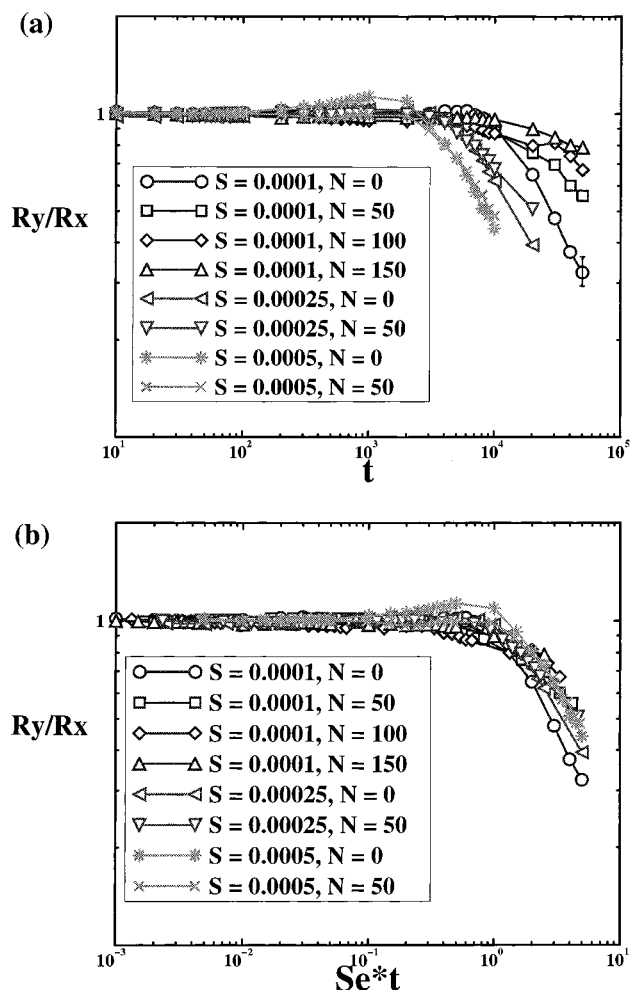 (a)
1
Ry/Rx
S = 0.0001, N = 0
S = 0.0001, N = 50
S = 0.0001, N = 100
S = 0.0001, N = 150
S = 0.00025, N = 0
S = 0.00025, N = 50
S = 0.0005, N = 0
S = 0.0005, N = 50
10¹ 10² 10³ 10⁴ 10⁵
t
(b)
1
Ry/Rx
S = 0.0001, N = 0
S = 0.0001, N = 50
S = 0.0001, N = 100
S = 0.0001, N = 150
S = 0.00025, N = 0
S = 0.00025, N = 50
S = 0.0005, N = 0
S = 0.0005, N = 50
10⁻³ 10⁻² 10⁻¹ 10⁰ 10¹
Se*t